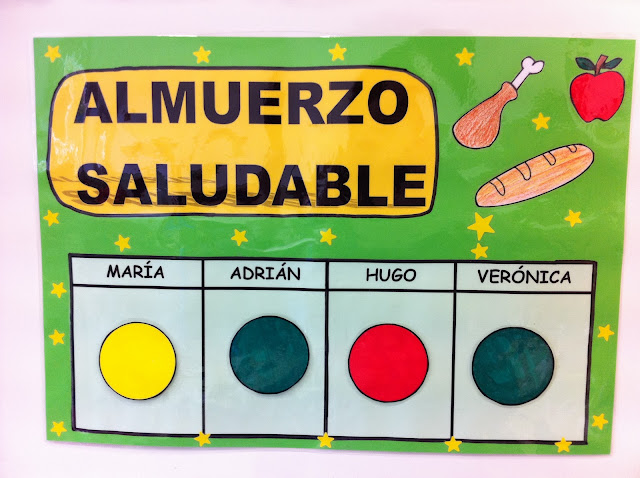 ALMUERZO
SALUDABLE
MARÍA ADRIÁN HUGO VERÓNICA